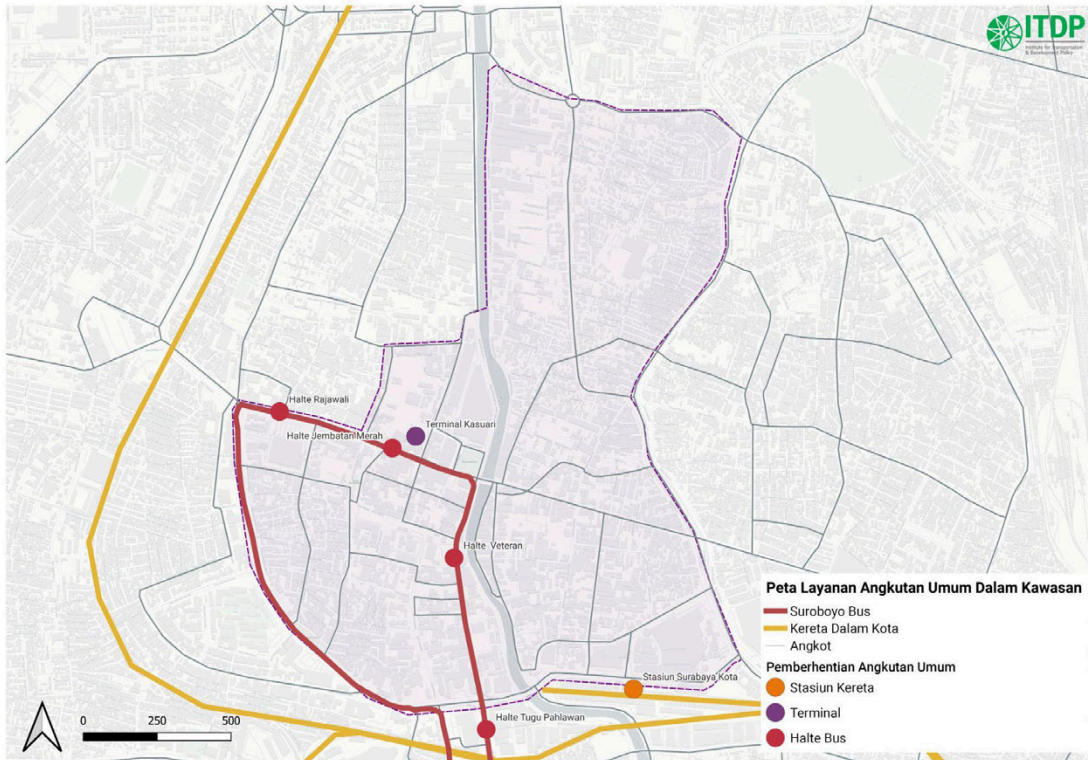 ITDP
Institute for Transportation
& Development Policy
Halte Rajawali
Halte Jembatan Merah
Terminal Kasuari
Halte Veteran
Stasiun Surabaya Kota
Halte Tugu Pahlawan
0 250 500
Peta Layanan Angkutan Umum Dalam Kawasan
Suroboyo Bus
Kereta Dalam Kota
Angkot
Pemberhentian Angkutan Umum
Stasiun Kereta
Terminal
Halte Bus